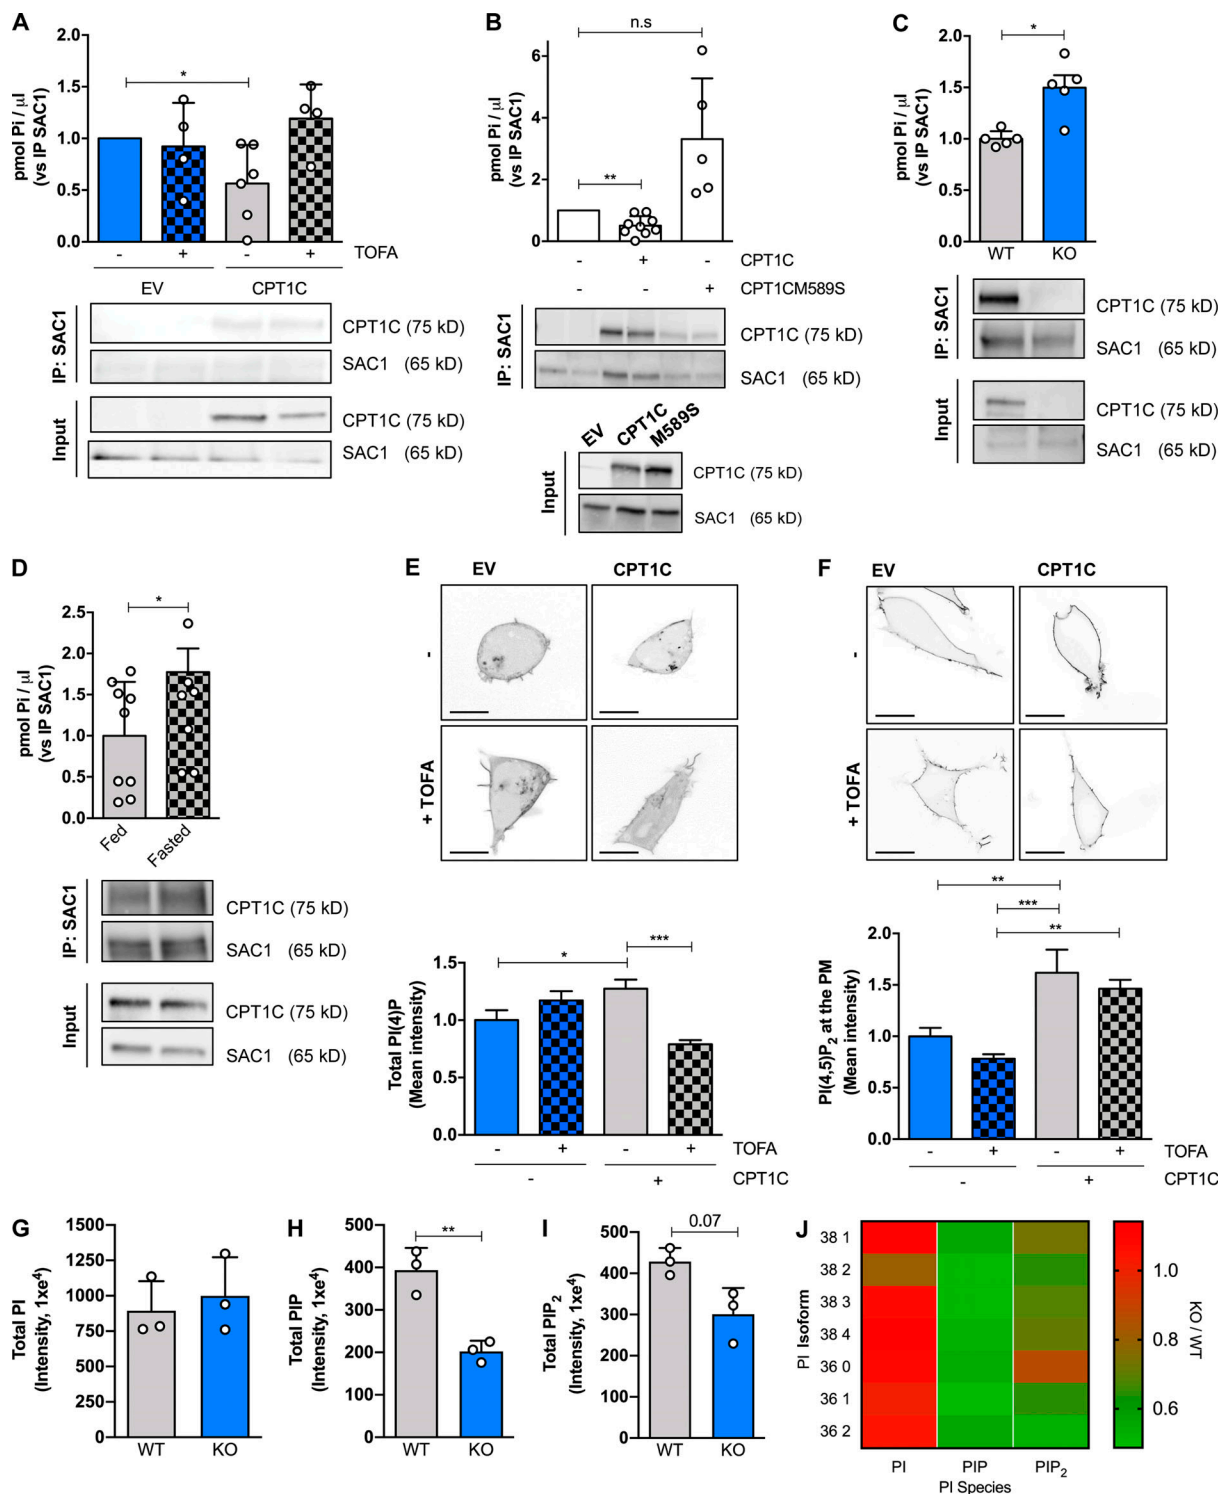 A
pmol Pi / µl
(vs IP SAC1)
2.0
1.5
1.0
0.5
0.0
*
- + - + TOFA
EV CPT1C
IP: SAC1
CPT1C (75 kD)
SAC1 (65 kD)
Input
CPT1C (75 kD)
SAC1 (65 kD)
B
pmol Pi / µl
(vs IP SAC1)
6
4
2
0
n.s
**
- + - CPT1C
- - + CPT1CM589S
IP: SAC1
CPT1C (75 kD)
SAC1 (65 kD)
EV CPT1C M589S
Input
CPT1C (75 kD)
SAC1 (65 kD)
C
pmol Pi / µl
(vs IP SAC1)
2.0
1.5
1.0
0.5
0.0
*
WT KO
IP: SAC1
CPT1C (75 kD)
SAC1 (65 kD)
Input
CPT1C (75 kD)
SAC1 (65 kD)
D
pmol Pi / µl
(vs IP SAC1)
2.5
2.0
1.5
1.0
0.5
0.0
*
Fed Fasted
IP: SAC1
CPT1C (75 kD)
SAC1 (65 kD)
Input
CPT1C (75 kD)
SAC1 (65 kD)
E
EV CPT1C
-
+ TOFA
Total PI(4)P
(Mean intensity)
1.5
1.0
0.5
0.0
*
***
- + - + TOFA
- + CPT1C
F
EV CPT1C
-
+ TOFA
PI(4,5)P2 at the PM
(Mean intensity)
2.0
1.5
1.0
0.5
0.0
**
***
**
- + - + TOFA
- + CPT1C
G
Total PI
(Intensity, 1xe4)
1500
1250
1000
750
500
250
0
WT KO
H
Total PIP
(Intensity, 1xe4)
500
400
300
200
100
0
**
WT KO
I
Total PIP2
(Intensity, 1xe4)
500
400
300
200
100
0
0.07
WT KO
J
PI Isoform
38 1
38 2
38 3
38 4
36 0
36 1
36 2
PI PIP PIP2
PI Species
1.0
0.8
0.6
KO / WT